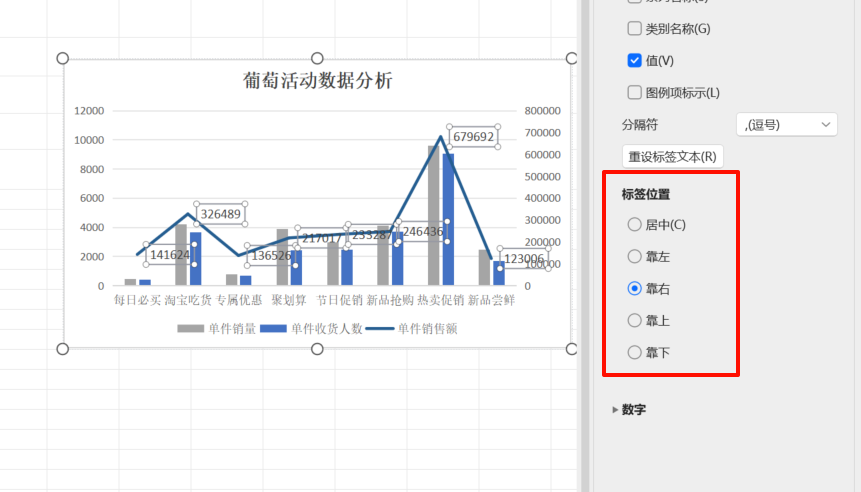 葡萄活动数据分析
12000
10000
8000
6000
4000
2000
0
800000
700000
600000
500000
400000
300000
200000
100000
0
141624
326489
136526
217017
233287
246436
679692
123006
每日必买 淘宝吃货 专属优惠 聚划算 节日促销 新品抢购 热卖促销 新品尝鲜
单件销量 单件收货人数 单件销售额
类别名称(G)
值(V)
图例项标示(L)
分隔符 ,(逗号)
重设标签文本(R)
标签位置
居中(C)
靠左
靠右
靠上
靠下
数字